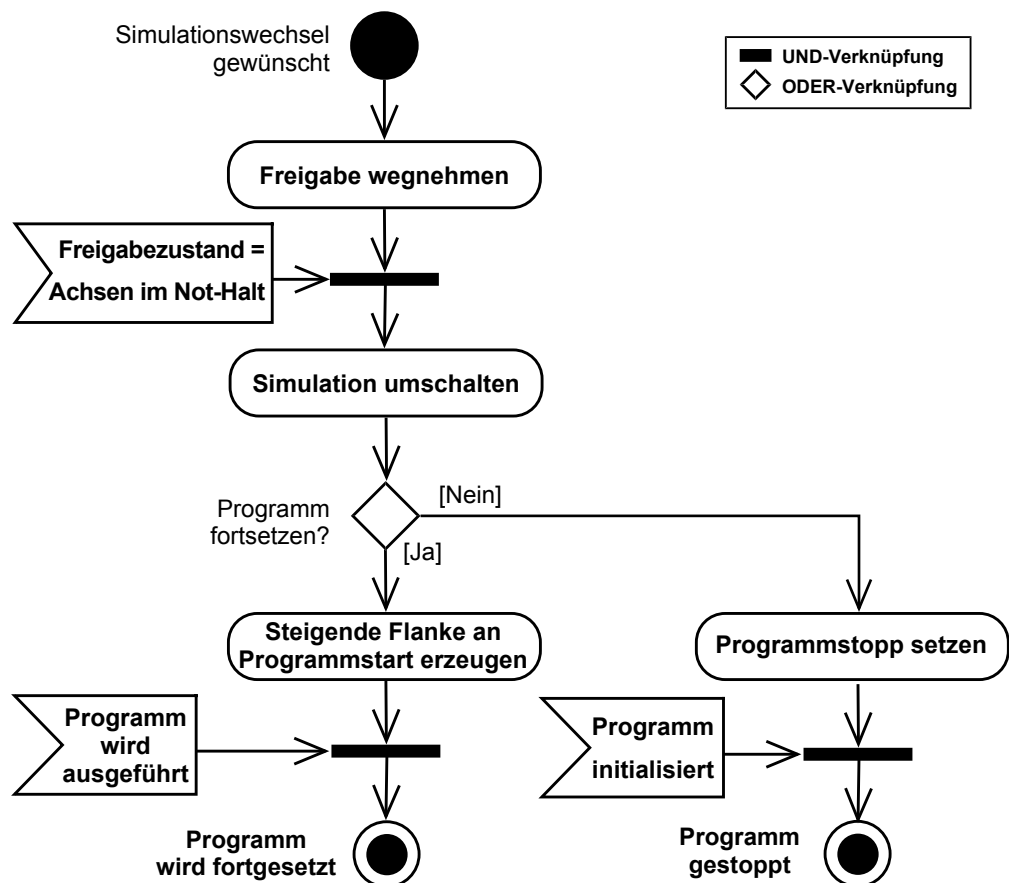 Simulationswechsel
gewünscht
UND-Verknüpfung
ODER-Verknüpfung
Freigabe wegnehmen
Freigabezustand =
Achsen im Not-Halt
Simulation umschalten
Programm
fortsetzen?
[Nein]
[Ja]
Steigende Flanke an
Programmstart erzeugen
Programmstopp setzen
Programm
wird
ausgeführt
Programm
initialisiert
Programm
wird fortgesetzt
Programm
gestoppt